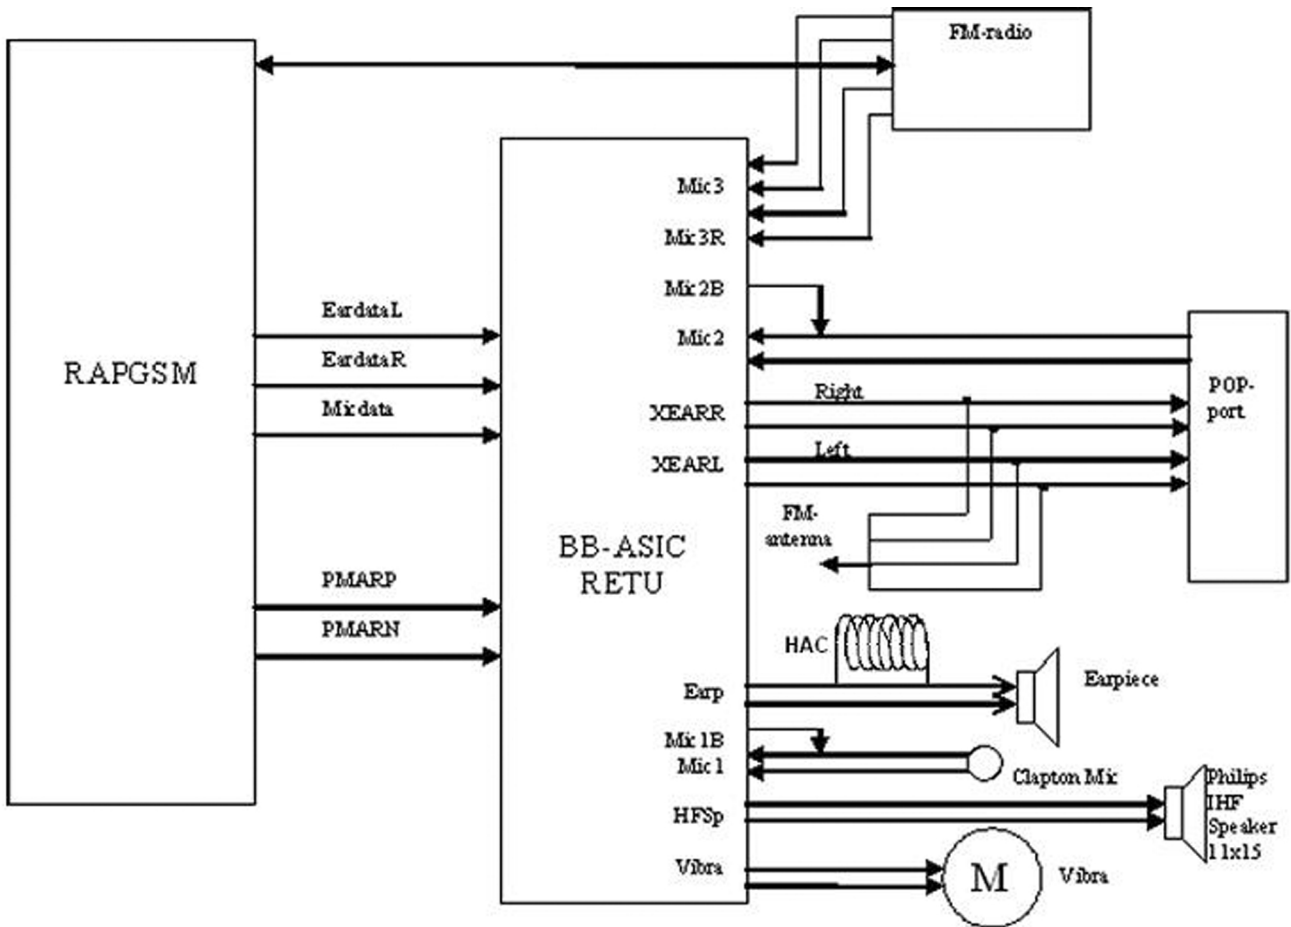 FM-radio
Mic3
Mic3R
Mic2B
EardataL
Mic2
EardataR
RAPGSM
POP-
port
Right
Micdata
XEARR
Left
XEARL
FM-
antenna
BB-ASIC
RETU
PMARP
PMARN
HAC
Earp
Earpiece
Mic1B
Mic1
Clapton Mic
Philips
IHF
Speaker
11x15
HFSp
Vibra
M
Vibra